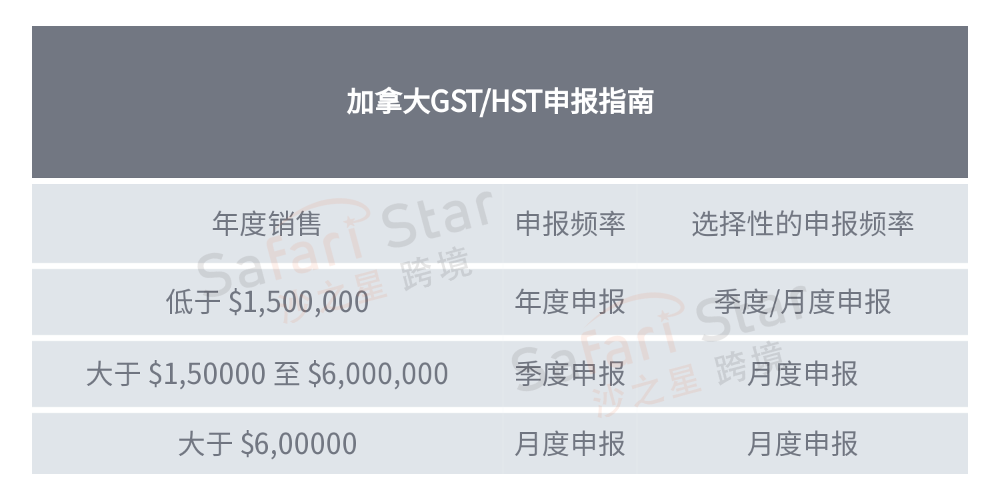 加拿大GST/HST申报指南
年度销售 申报频率 选择性的申报频率
Safari Star
沙之星 跨境
低于 $1,500,000 年度申报 季度/月度申报
大于 $1,50000 至 $6,000,000 季度申报 月度申报
Safari Star
沙之星 跨境
大于 $6,00000 月度申报 月度申报